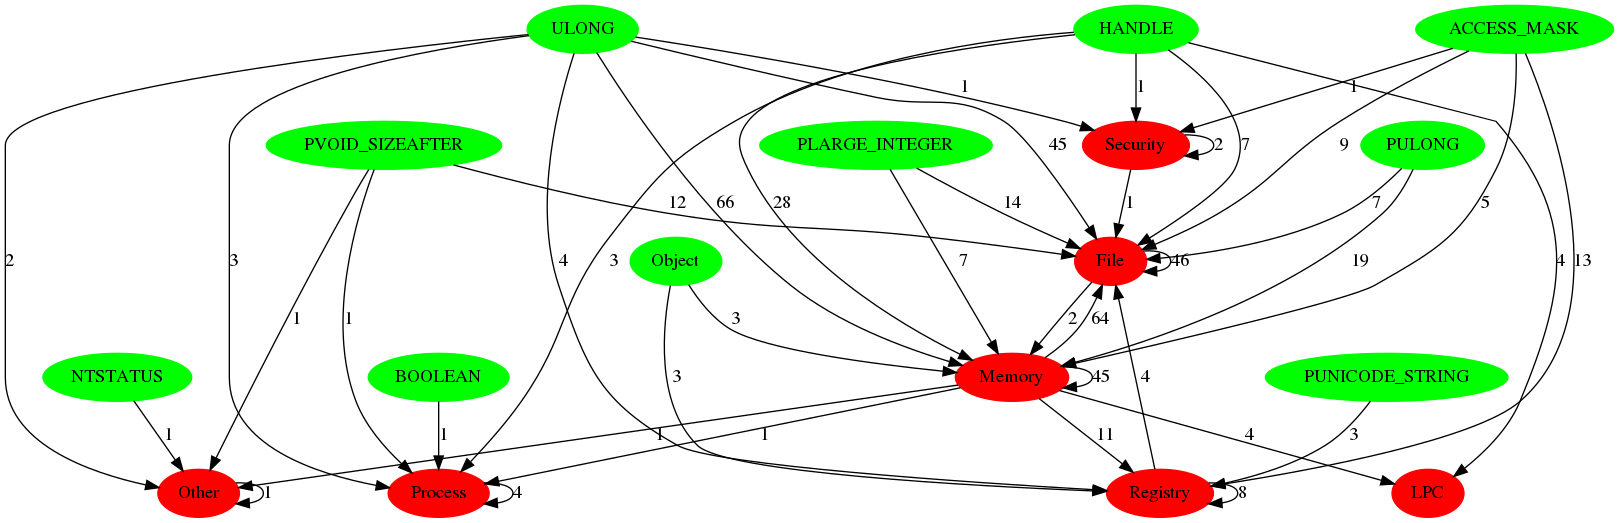 ULONG HANDLE ACCESS_MASK
1 1 1
PVOID_SIZEAFTER PLARGE_INTEGER Security 2 PULONG
45 7 9
12 66 28 14 1 7 5
2 3 4 3 Object 7 File 46 19 4 13
1 1 3 2 64
NTSTATUS BOOLEAN 3 Memory 45 4 PUNICODE_STRING
1 1 1 1 11 4 3
Other 1 Process 4 Registry 8 LPC